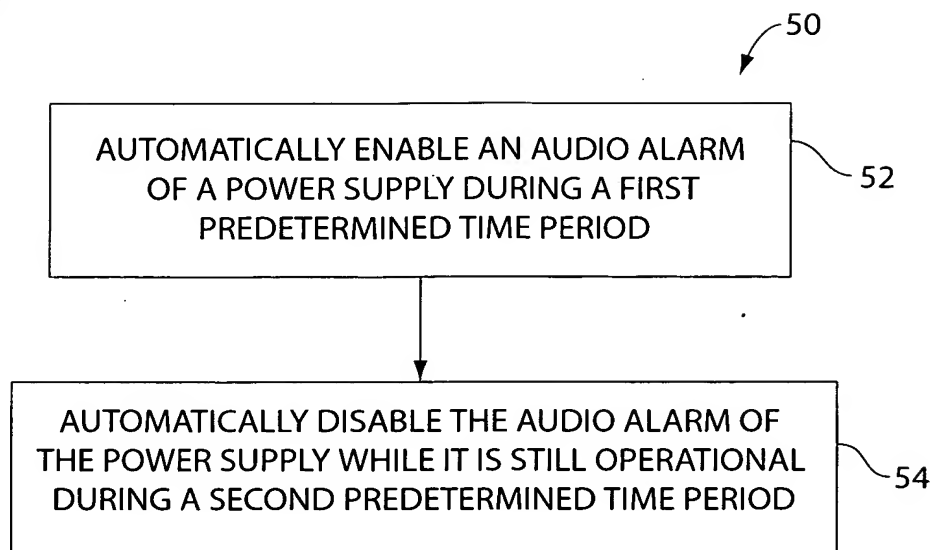 50
AUTOMATICALLY ENABLE AN AUDIO ALARM
OF A POWER SUPPLY DURING A FIRST
PREDETERMINED TIME PERIOD
52
AUTOMATICALLY DISABLE THE AUDIO ALARM OF
THE POWER SUPPLY WHILE IT IS STILL OPERATIONAL
DURING A SECOND PREDETERMINED TIME PERIOD
54